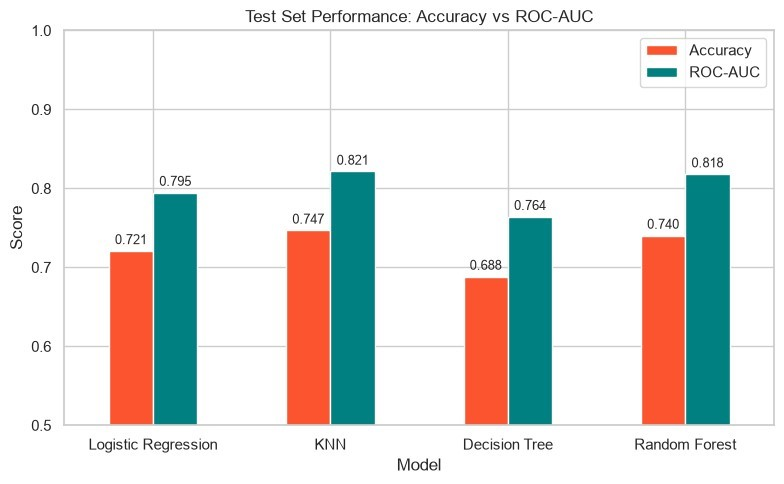 Test Set Performance: Accuracy vs ROC-AUC
Accuracy
ROC-AUC
Score
1.0
0.9
0.8
0.7
0.6
0.5
0.721
0.795
0.747
0.821
0.688
0.764
0.740
0.818
Logistic Regression
KNN
Decision Tree
Random Forest
Model